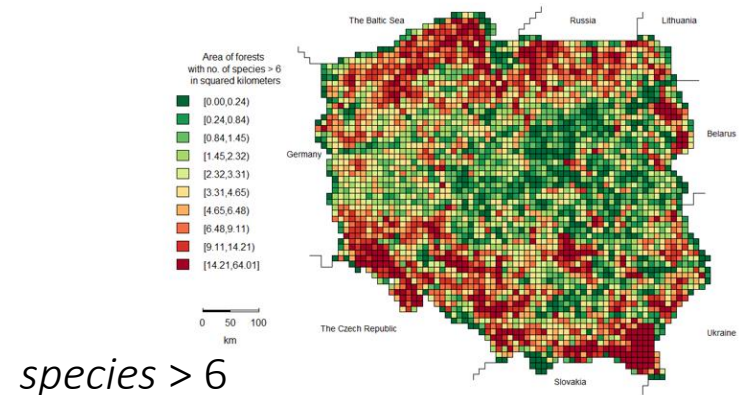 The Baltic Sea
Russia
Lithuania
Area of forests
with no. of species > 6
in squared kilometers
[0.00,0.24)
[0.24,0.84)
[0.84,1.45)
[1.45,2.32)
[2.32,3.31)
[3.31,4.65)
[4.65,6.48)
[6.48,9.11)
[9.11,14.21)
[14.21,64.01]
Germany
Belarus
0 50 100
km
The Czech Republic
Ukraine
Slovakia
species > 6